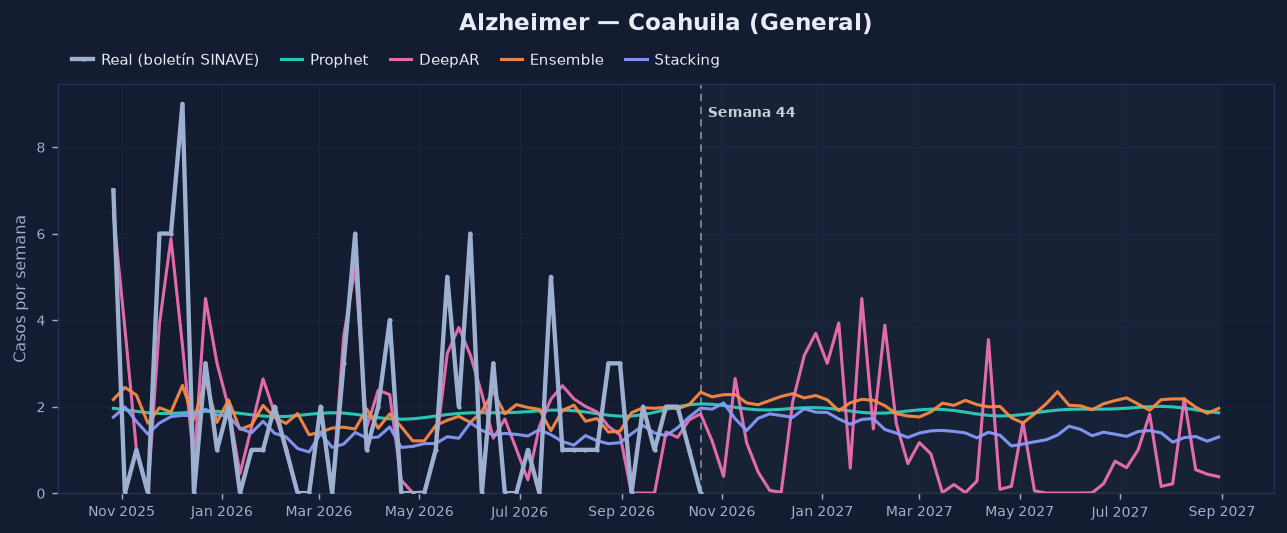 Alzheimer — Coahuila (General)
Real (boletín SINAVE) Prophet DeepAR Ensemble Stacking
Semana 44
Casos por semana
8
6
4
2
0
Nov 2025 Jan 2026 Mar 2026 May 2026 Jul 2026 Sep 2026 Nov 2026 Jan 2027 Mar 2027 May 2027 Jul 2027 Sep 2027